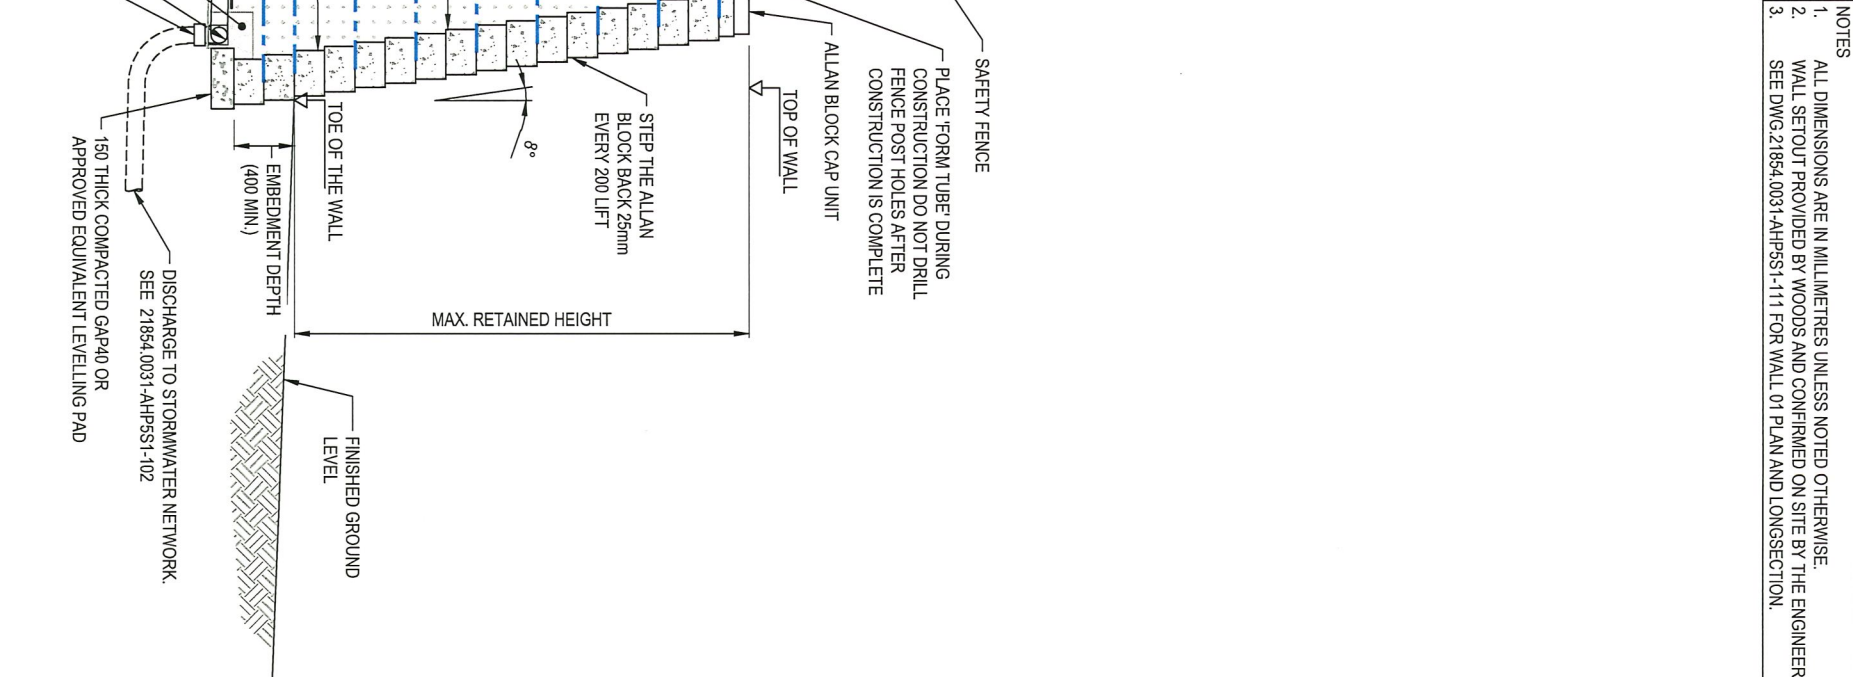 NOTES
1. ALL DIMENSIONS ARE IN MILLIMETRES UNLESS NOTED OTHERWISE.
2. WALL SETOUT PROVIDED BY WOODS AND CONFIRMED ON SITE BY THE ENGINEER
3. SEE DWG.21854.0031-AHP5S1-111 FOR WALL 01 PLAN AND LONGSECTION.
SAFETY FENCE
PLACE 'FORM TUBE' DURING
CONSTRUCTION DO NOT DRILL
FENCE POST HOLES AFTER
CONSTRUCTION IS COMPLETE
ALLAN BLOCK CAP UNIT
TOP OF WALL
STEP THE ALLAN
BLOCK BACK 25mm
EVERY 200 LIFT
8°
MAX. RETAINED HEIGHT
TOE OF THE WALL
FINISHED GROUND
LEVEL
EMBEDMENT DEPTH
(400 MIN.)
DISCHARGE TO STORMWATER NETWORK.
SEE 21854.0031-AHP5S1-102
150 THICK COMPACTED GAP40 OR
APPROVED EQUIVALENT LEVELLING PAD